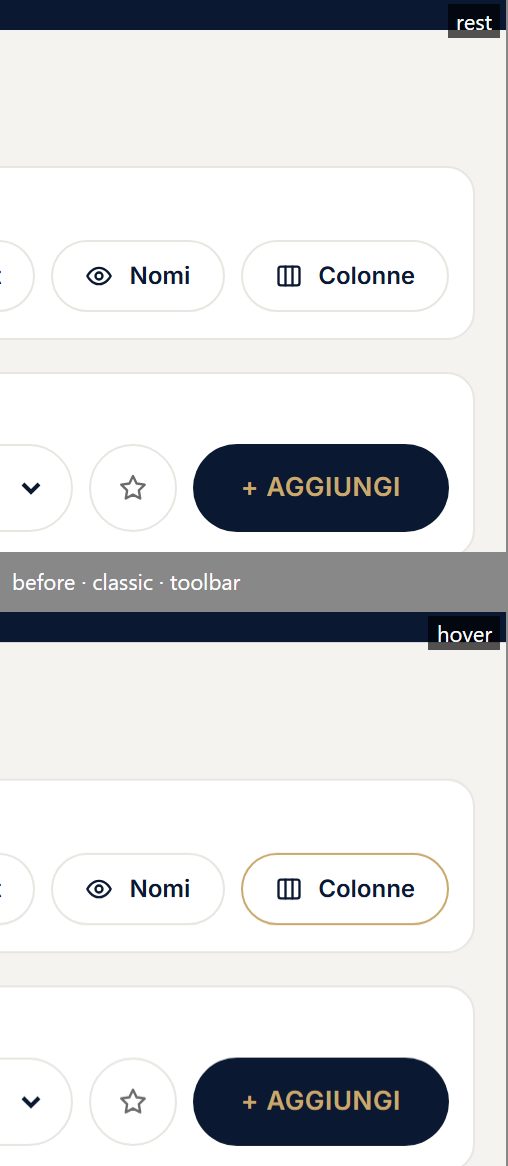 rest
Nomi
Colonne
+ AGGIUNGI
before · classic · toolbar
hover
Nomi
Colonne
+ AGGIUNGI